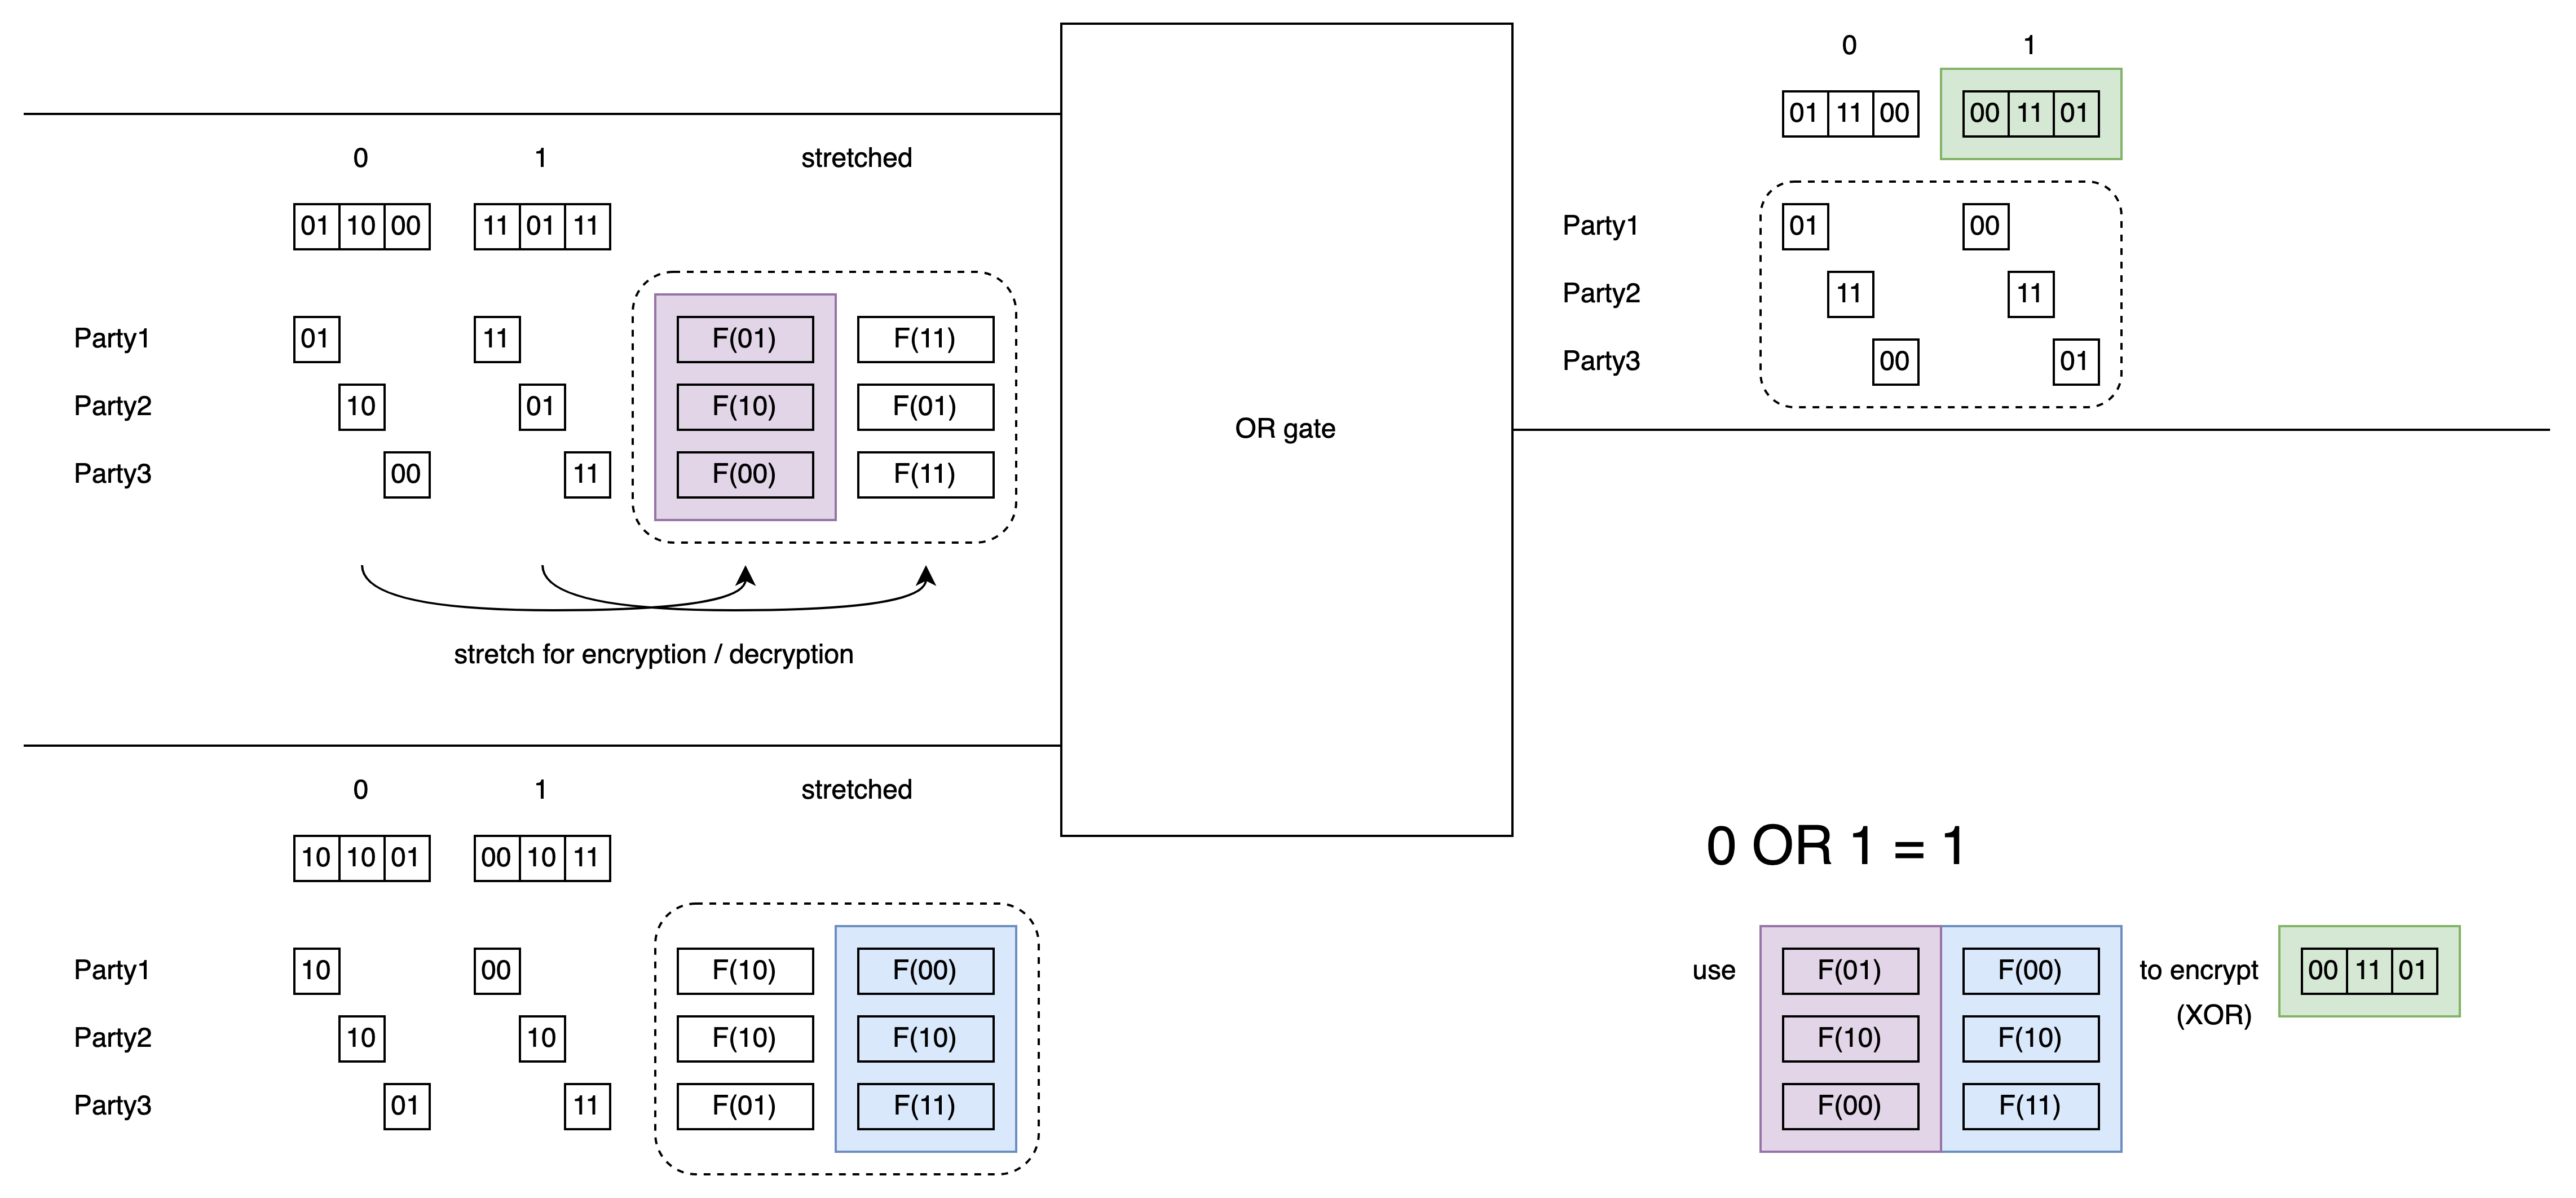 0 1
01 11 00 00 11 01
0 1 stretched
01 10 00 11 01 11
Party1 01 00
Party2 11 11
Party3 00 01
Party1 01 11 F(01) F(11)
Party2 10 01 F(10) F(01)
Party3 00 11 F(00) F(11)
OR gate
stretch for encryption / decryption
0 1 stretched
10 10 01 00 10 11
Party1 10 00 F(10) F(00)
Party2 10 10 F(10) F(10)
Party3 01 11 F(01) F(11)
0 OR 1 = 1
use F(01) F(00) to encrypt 00 11 01
F(10) F(10) (XOR)
F(00) F(11)